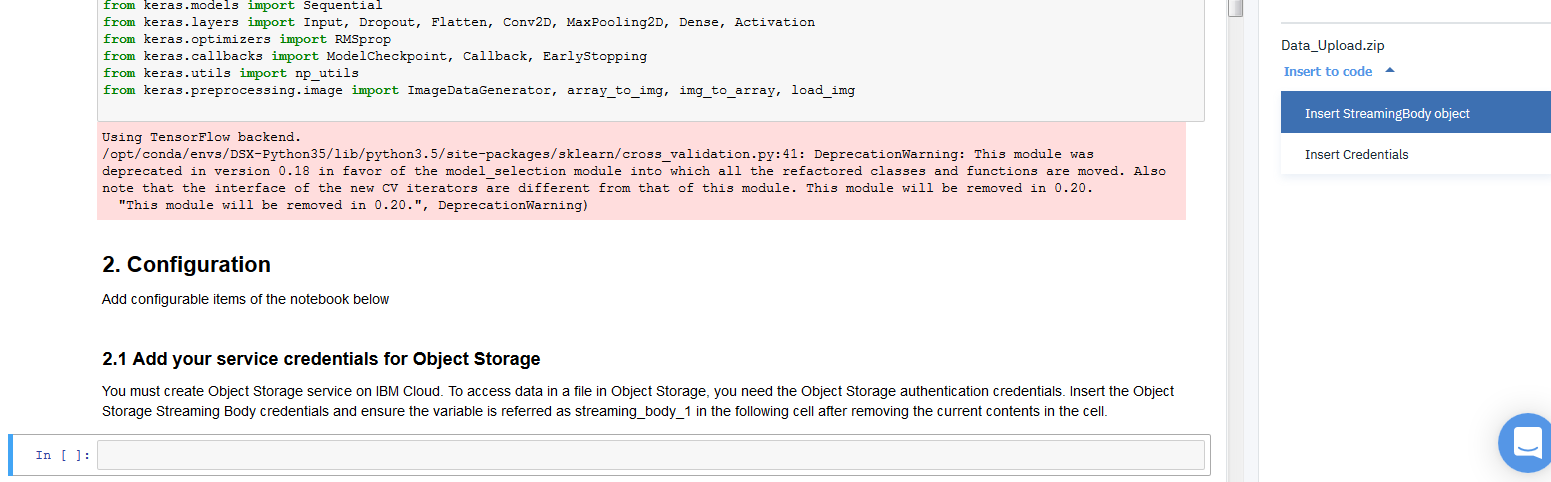 from keras.models import Sequential
from keras.layers import Input, Dropout, Flatten, Conv2D, MaxPooling2D, Dense, Activation
from keras.optimizers import RMSprop
from keras.callbacks import ModelCheckpoint, Callback, EarlyStopping
from keras.utils import np_utils
from keras.preprocessing.image import ImageDataGenerator, array_to_img, img_to_array, load_img
Using TensorFlow backend.
/opt/conda/envs/DSX-Python35/lib/python3.5/site-packages/sklearn/cross_validation.py:41: DeprecationWarning: This module was
deprecated in version 0.18 in favor of the model_selection module into which all the refactored classes and functions are moved. Also
note that the interface of the new CV iterators are different from that of this module. This module will be removed in 0.20.
"This module will be removed in 0.20.", DeprecationWarning)
2. Configuration
Add configurable items of the notebook below
2.1 Add your service credentials for Object Storage
You must create Object Storage service on IBM Cloud. To access data in a file in Object Storage, you need the Object Storage authentication credentials. Insert the Object
Storage Streaming Body credentials and ensure the variable is referred as streaming_body_1 in the following cell after removing the current contents in the cell.
In [ ]:
Data_Upload.zip
Insert to code
Insert StreamingBody object
Insert Credentials